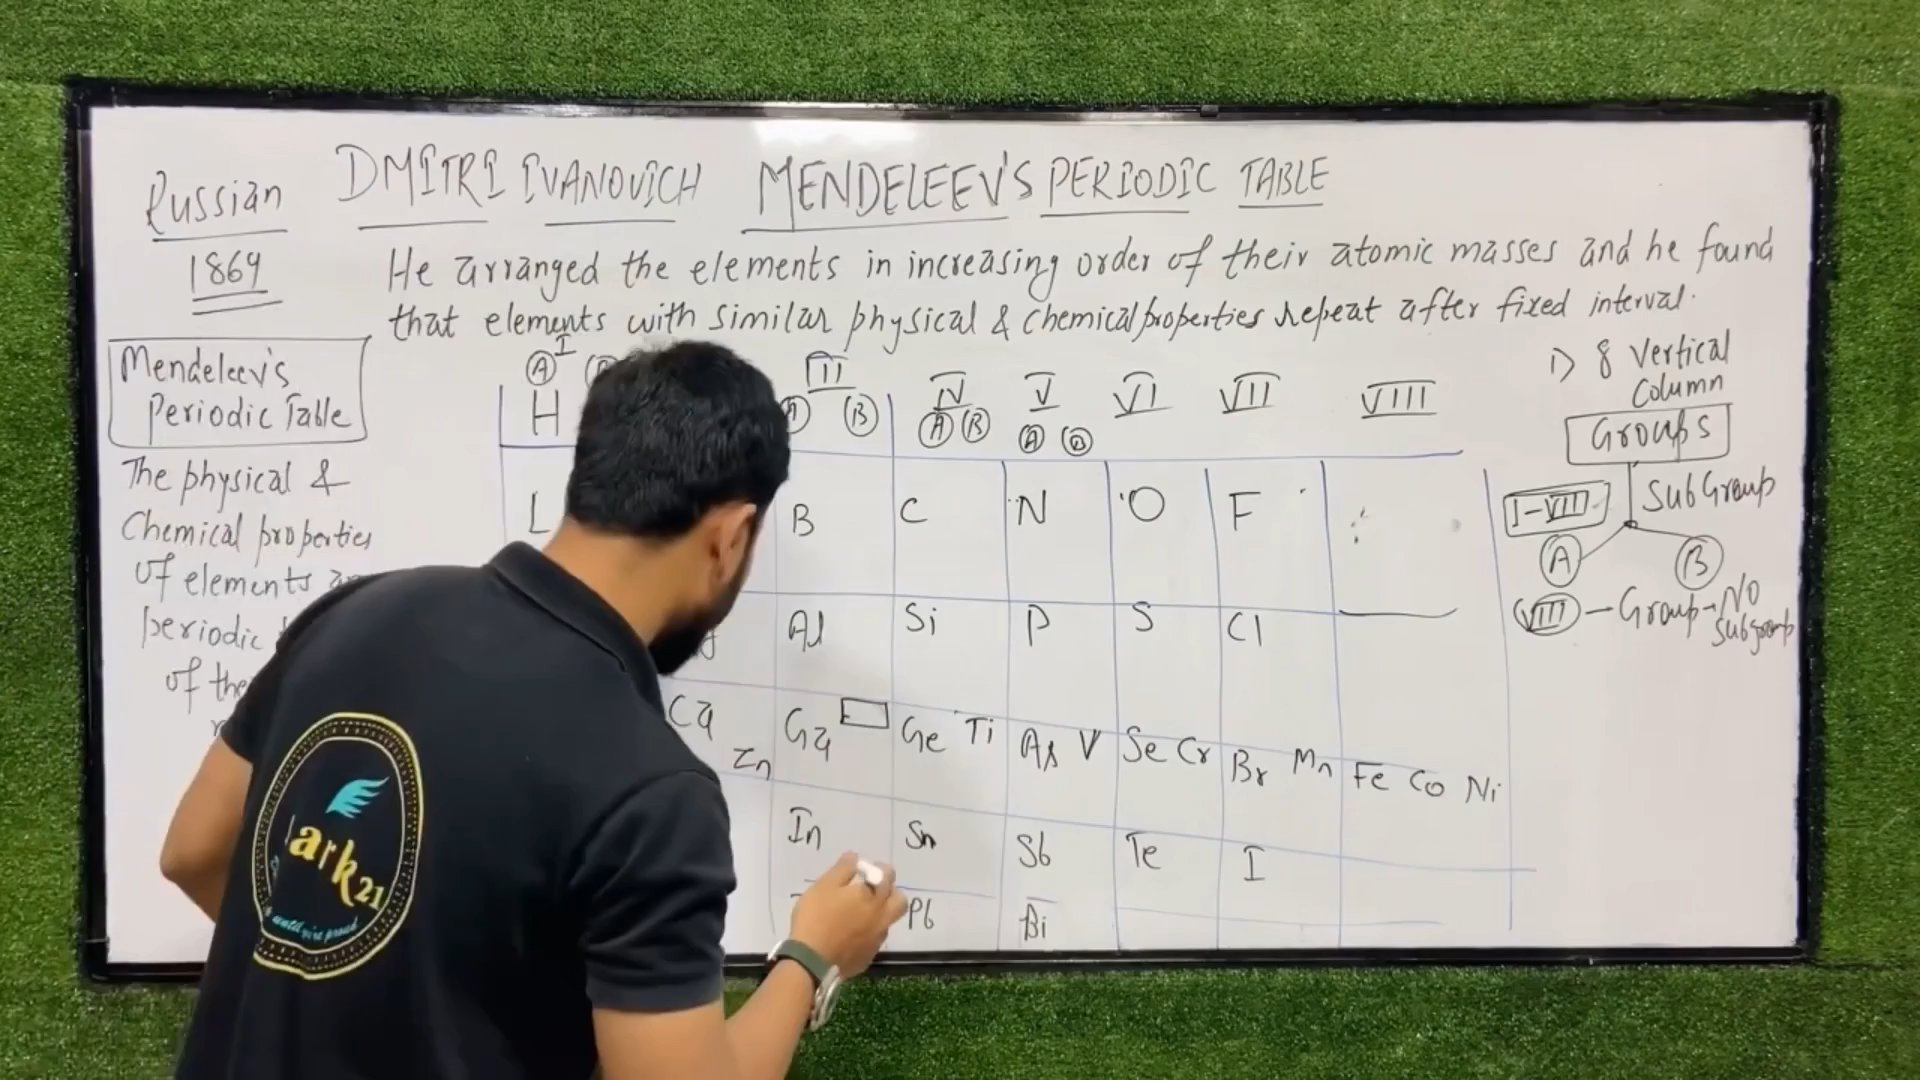 DMITRI IVANOVICH MENDELEEV'S PERIODIC TABLE
Russian
1869
He arranged the elements in increasing order of their atomic masses and he found
that elements with similar physical & chemical properties repeat after fixed interval.
Mendeleev's
Periodic Table
The physical &
Chemical properties
of elements
periodic
of
I
A
III
B
IV
A B
V
A B
VI
VII
VIII
H
B C N O F
Al Si P S Cl
Ca Zn Ga Ge Ti As V Se Cr Br Mn Fe Co Ni
In Sn Sb Te I
Pb Bi
1) 8 Vertical
Column
Groups
I-VII
SubGroup
A B
VIII - Group - No
Subgroup
ark21